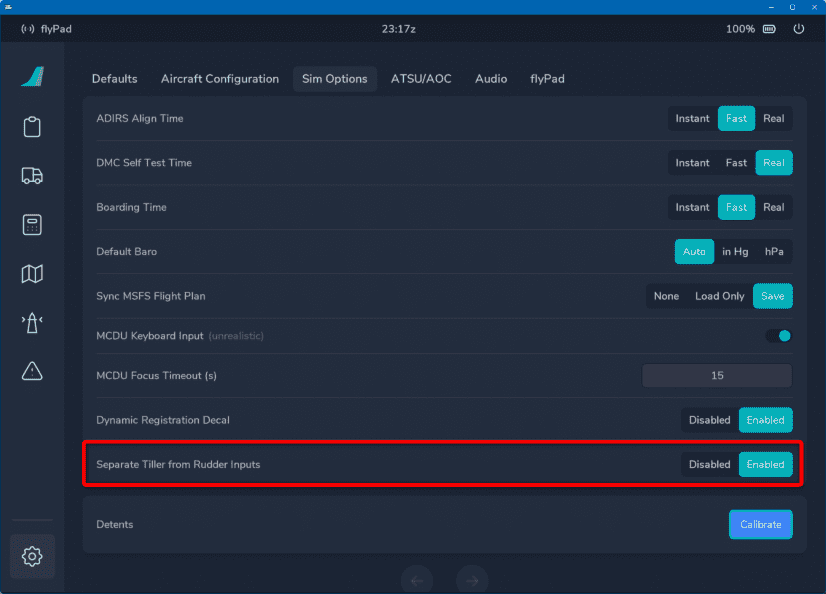 flyPad 23:17z 100%
Defaults Aircraft Configuration Sim Options ATSU/AOC Audio flyPad
ADIRS Align Time Instant Fast Real
DMC Self Test Time Instant Fast Real
Boarding Time Instant Fast Real
Default Baro Auto in Hg hPa
Sync MSFS Flight Plan None Load Only Save
MCDU Keyboard Input (unrealistic)
MCDU Focus Timeout (s) 15
Dynamic Registration Decal Disabled Enabled
Separate Tiller from Rudder Inputs Disabled Enabled
Detents Calibrate